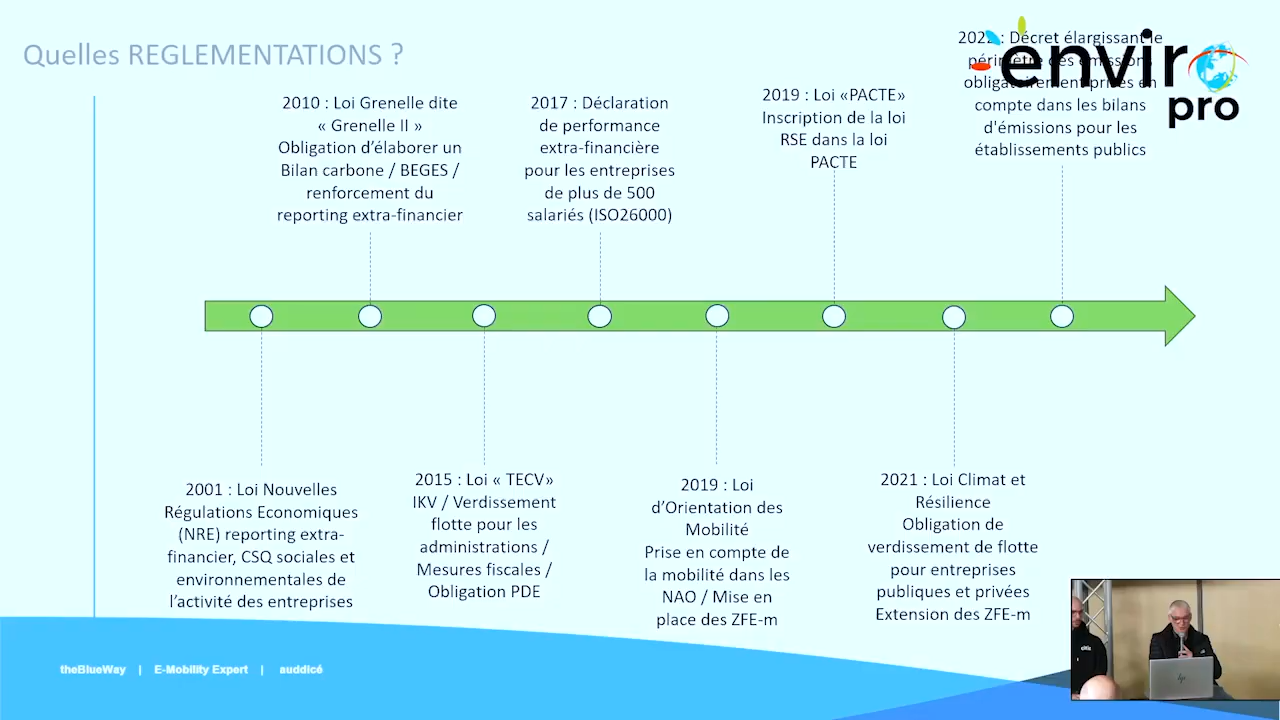 Quelles REGLEMENTATIONS ?
2010 : Loi Grenelle dite
« Grenelle II »
Obligation d'élaborer un
Bilan carbone / BEGES /
renforcement du
reporting extra-financier
2017 : Déclaration
de performance
extra-financière
pour les entreprises
de plus de 500
salariés (ISO26000)
2019 : Loi «PACTE»
Inscription de la loi
RSE dans la loi
PACTE
: Décret élargissant le
périmètre des émissions
obligatoirement prises en
compte dans les bilans
d'émissions pour les
établissements publics
enviro
pro
2001 : Loi Nouvelles
Régulations Economiques
(NRE) reporting extra-
financier, CSQ sociales et
environnementales de
l'activité des entreprises
2015 : Loi « TECV»
IKV / Verdissement
flotte pour les
administrations /
Mesures fiscales /
Obligation PDE
2019 : Loi
d'Orientation des
Mobilité
Prise en compte de
la mobilité dans les
NAO / Mise en
place des ZFE-m
2021 : Loi Climat et
Résilience
Obligation de
verdissement de flotte
pour entreprises
publiques et privées
Extension des ZFE-m
theBlueWay | E-Mobility Expert | auddicé
hp